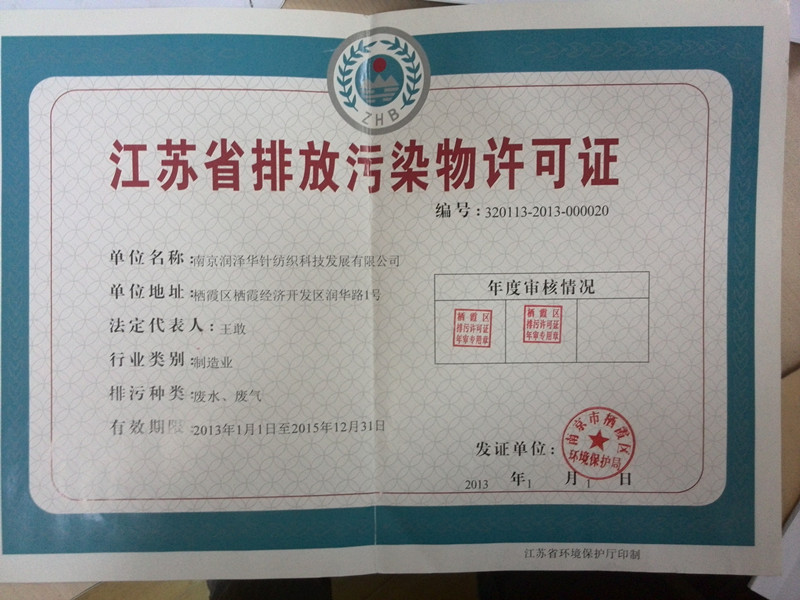 ZHB
江苏省排放污染物许可证
编号：320113-2013-000020
单位名称：南京润泽华针纺织科技发展有限公司
单位地址：栖霞区栖霞经济开发区润华路1号
法定代表人：王敢
行业类别：制造业
排污种类：废水、废气
有效期限：2013年1月1日至2015年12月31日
年度审核情况
栖霞区
排污许可证
年审专用章
栖霞区
排污许可证
年审专用章
发证单位：
南京市栖霞区
环境保护局
2013 年 1 月 1 日
江苏省环境保护厅印制